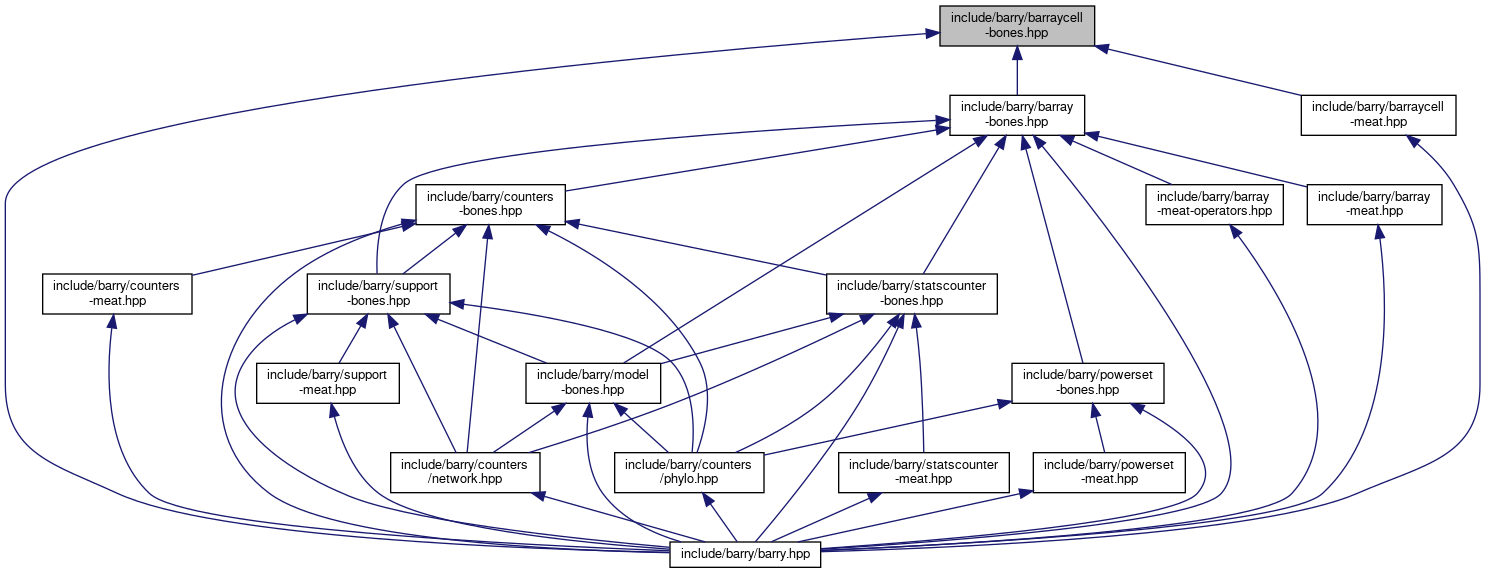 include/barry/barraycell
-bones.hpp
include/barry/barray
-bones.hpp
include/barry/barraycell
-meat.hpp
include/barry/counters
-bones.hpp
include/barry/barray
-meat-operators.hpp
include/barry/barray
-meat.hpp
include/barry/counters
-meat.hpp
include/barry/support
-bones.hpp
include/barry/statscounter
-bones.hpp
include/barry/support
-meat.hpp
include/barry/model
-bones.hpp
include/barry/powerset
-bones.hpp
include/barry/counters
/network.hpp
include/barry/counters
/phylo.hpp
include/barry/statscounter
-meat.hpp
include/barry/powerset
-meat.hpp
include/barry/barry.hpp